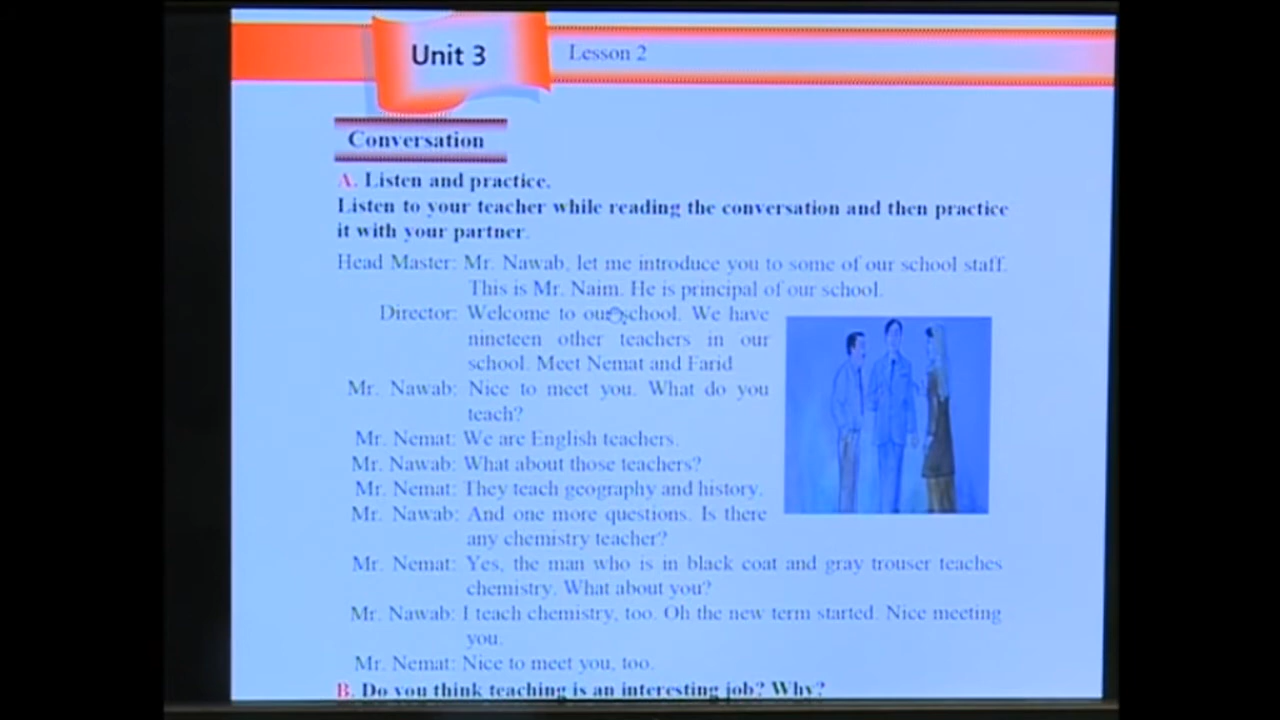 Unit 3
Lesson 2
Conversation
A. Listen and practice.
Listen to your teacher while reading the conversation and then practice
it with your partner.
Head Master: Mr. Nawab, let me introduce you to some of our school staff.
This is Mr. Naim. He is principal of our school.
Director: Welcome to our school. We have
nineteen other teachers in our
school. Meet Nemat and Farid
Mr. Nawab: Nice to meet you. What do you
teach?
Mr. Nemat: We are English teachers.
Mr. Nawab: What about those teachers?
Mr. Nemat: They teach geography and history.
Mr. Nawab: And one more questions. Is there
any chemistry teacher?
Mr. Nemat: Yes, the man who is in black coat and gray trouser teaches
chemistry. What about you?
Mr. Nawab: I teach chemistry, too. Oh the new term started. Nice meeting
you.
Mr. Nemat: Nice to meet you, too.
B. Do you think teaching is an interesting job? Why?